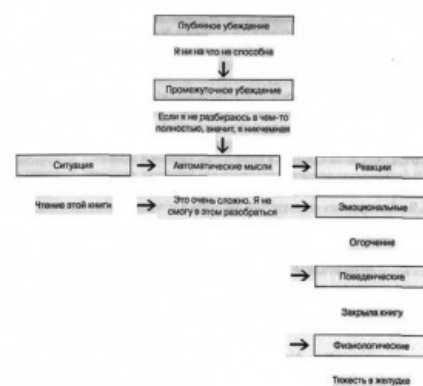 Глубинное убеждение
Я ни на что не способна
Промежуточное убеждение
Если я не разбираюсь в чем-то
полностью, значит, я никчемная
Ситуация
Автоматические мысли
Реакции
Чтение этой книги
Это очень сложно. Я не
смогу в этом разобраться
Эмоциональные
Огорчение
Поведенческие
Закрыла книгу
Физиологические
Тяжесть в желудке